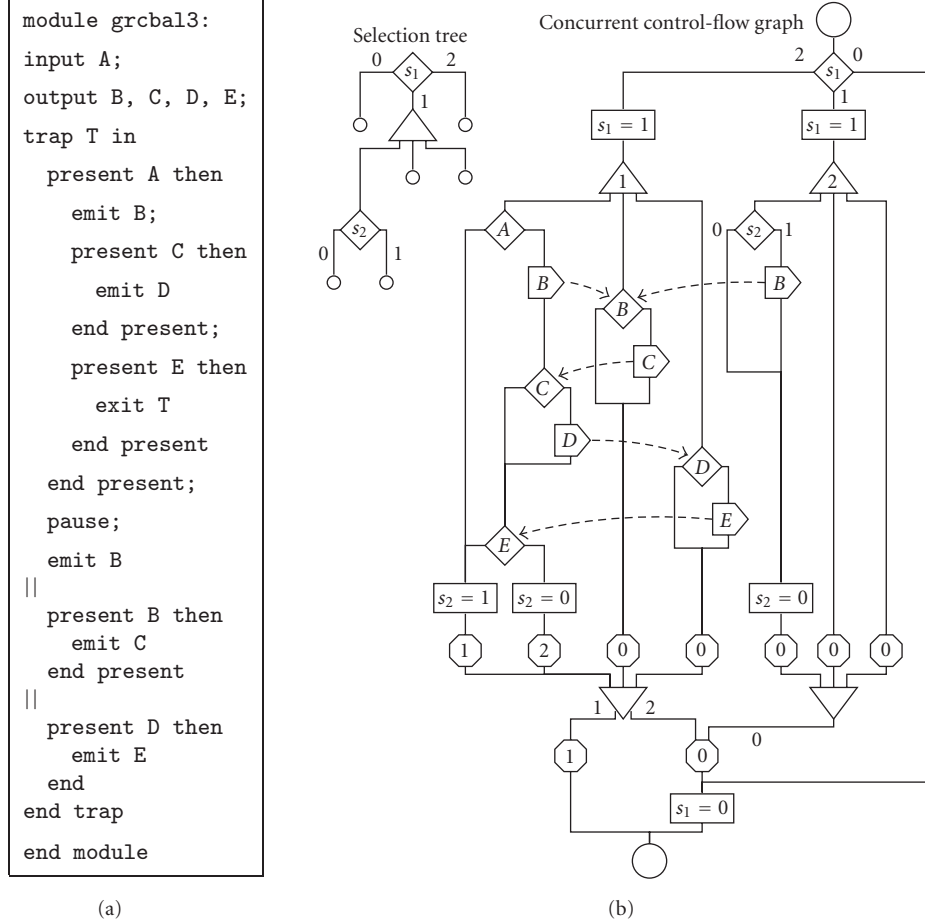 module grcbal3:
input A;
output B, C, D, E;
trap T in
present A then
emit B;
present C then
emit D
end present;
present E then
exit T
end present
end present;
pause;
emit B
||
present B then
emit C
end present
||
present D then
emit E
end
end trap
end module
(a)
Selection tree
0
s1
2
1
s2
0
1
Concurrent control-flow graph
2
s1
0
1
s1 = 1
s1 = 1
1
2
A
0
s2
1
B
B
B
C
C
D
D
E
E
s2 = 1
s2 = 0
s2 = 0
1
2
0
0
0
0
0
1
2
0
1
0
s1 = 0
(b)